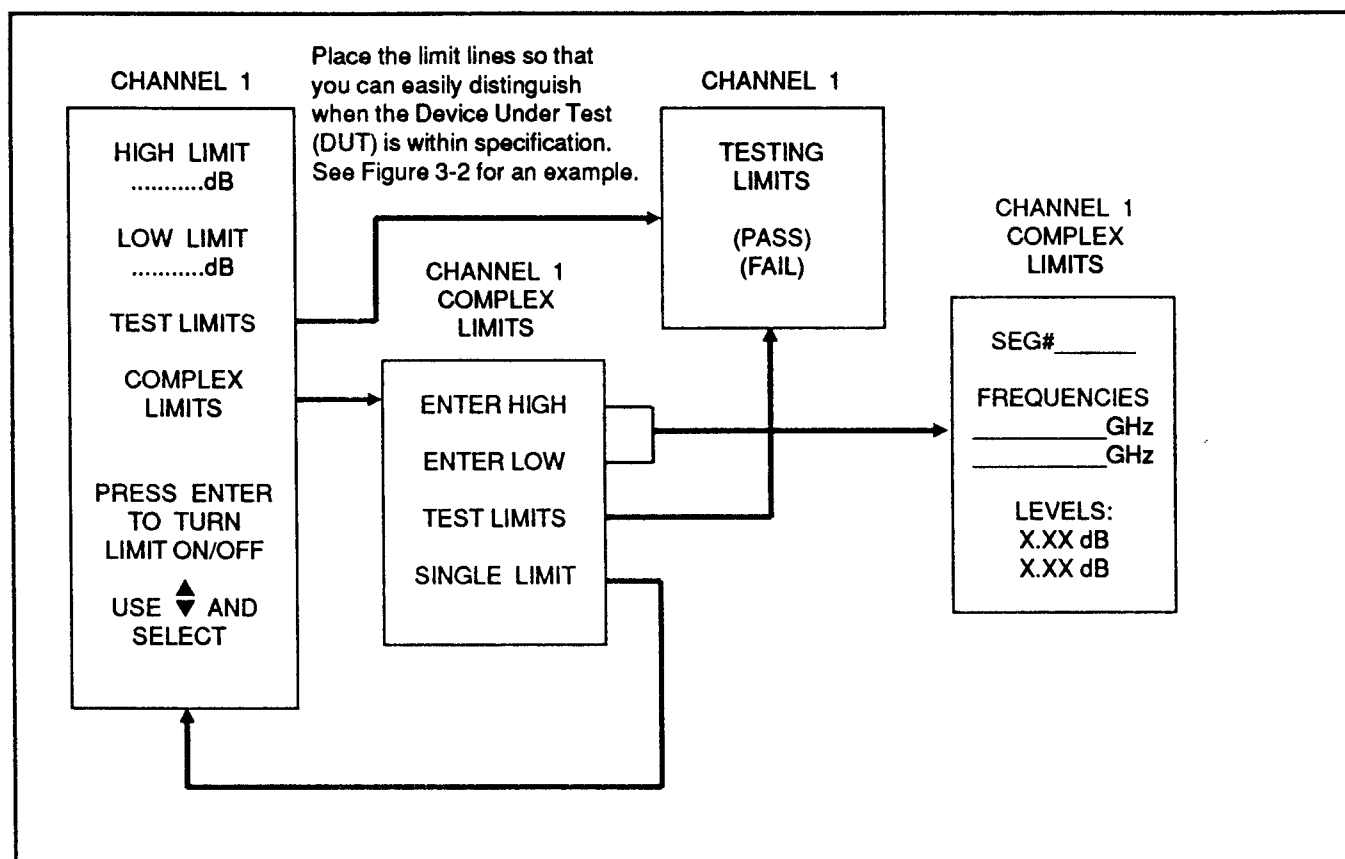 Place the limit lines so that
you can easily distinguish
when the Device Under Test
(DUT) is within specification.
See Figure 3-2 for an example.
CHANNEL 1
HIGH LIMIT
...........dB
LOW LIMIT
...........dB
TEST LIMITS
COMPLEX
LIMITS
PRESS ENTER
TO TURN
LIMIT ON/OFF
USE ▲▼ AND
SELECT
CHANNEL 1
COMPLEX
LIMITS
ENTER HIGH
ENTER LOW
TEST LIMITS
SINGLE LIMIT
CHANNEL 1
TESTING
LIMITS
(PASS)
(FAIL)
CHANNEL 1
COMPLEX
LIMITS
SEG#_______
FREQUENCIES
____________GHz
____________GHz
LEVELS:
X.XX dB
X.XX dB